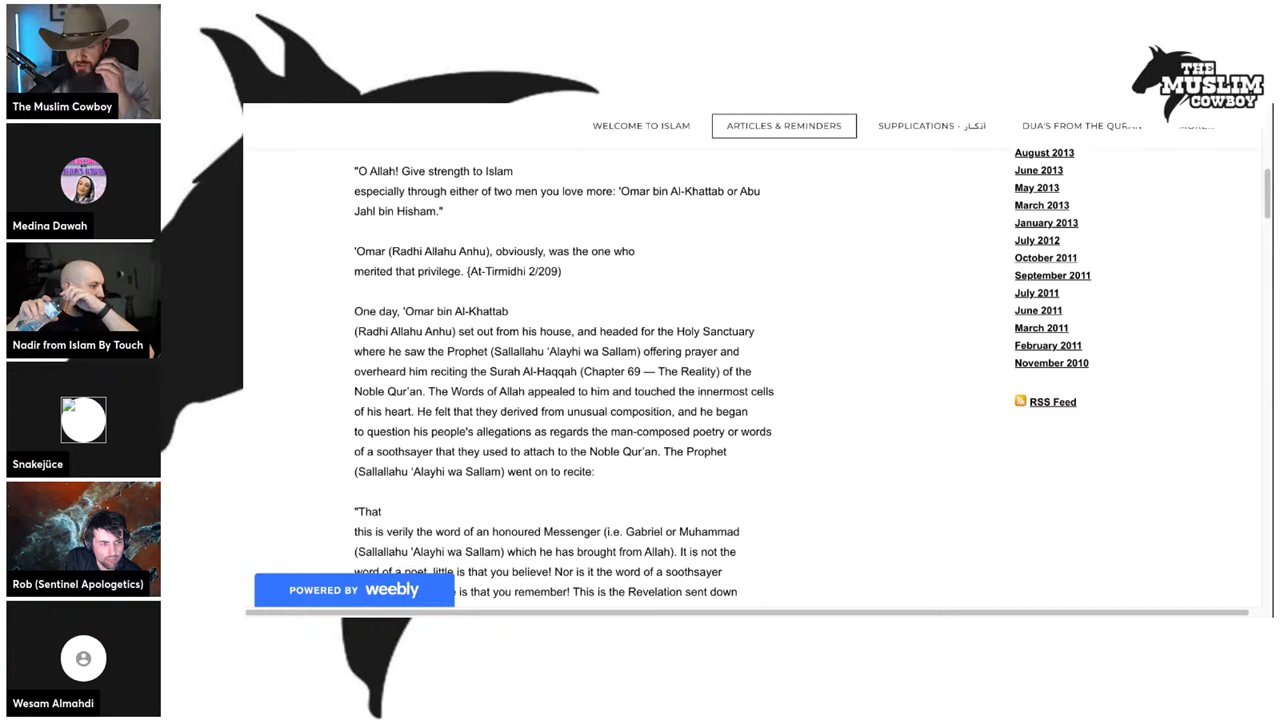 The Muslim Cowboy
Medina Dawah
Nadir from Islam By Touch
Snakejüce
Rob (Sentinel Apologetics)
Wesam Almahdi
THE
MUSLIM
COWBOY
WELCOME TO ISLAM
ARTICLES & REMINDERS
SUPPLICATIONS - اذكار
DUA'S FROM THE QURAN
MORE...
"O Allah! Give strength to Islam
especially through either of two men you love more: 'Omar bin Al-Khattab or Abu
Jahl bin Hisham."
'Omar (Radhi Allahu Anhu), obviously, was the one who
merited that privilege. {At-Tirmidhi 2/209)
One day, 'Omar bin Al-Khattab
(Radhi Allahu Anhu) set out from his house, and headed for the Holy Sanctuary
where he saw the Prophet (Sallallahu ‘Alayhi wa Sallam) offering prayer and
overheard him reciting the Surah Al-Haqqah (Chapter 69 — The Reality) of the
Noble Qur’an. The Words of Allah appealed to him and touched the innermost cells
of his heart. He felt that they derived from unusual composition, and he began
to question his people's allegations as regards the man-composed poetry or words
of a soothsayer that they used to attach to the Noble Qur’an. The Prophet
(Sallallahu ‘Alayhi wa Sallam) went on to recite:
"That
this is verily the word of an honoured Messenger (i.e. Gabriel or Muhammad
(Sallallahu 'Alayhi wa Sallam) which he has brought from Allah). It is not the
word of a poet, little is that you believe! Nor is it the word of a soothsayer
is that you remember! This is the Revelation sent down
POWERED BY weebly
August 2013
June 2013
May 2013
March 2013
January 2013
July 2012
October 2011
September 2011
July 2011
June 2011
March 2011
February 2011
November 2010
RSS Feed